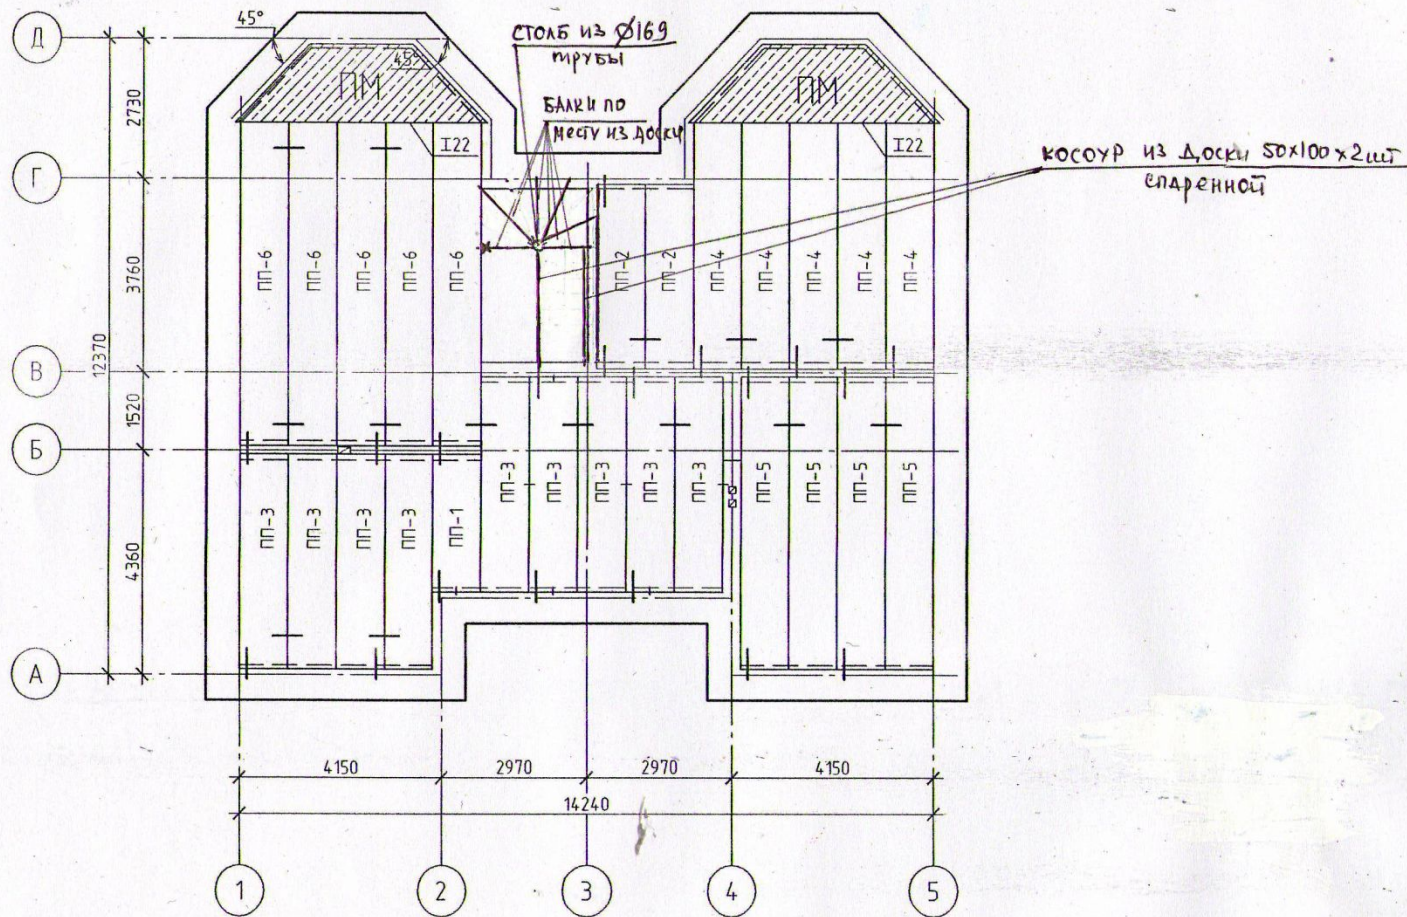 Д
45°
45°
СТОЛБ ИЗ Ø169
ТРУБЫ
ПМ
ПМ
2730
БАЛКИ ПО
МЕСТУ ИЗ ДОСКИ
I22
I22
КОСОУР ИЗ ДОСКИ 50х100х2шт
СПАРЕННОЙ
Г
3760
12370
ПП-6
ПП-6
ПП-6
ПП-6
ПП-6
ПП-2
ПП-2
ПП-4
ПП-4
ПП-4
ПП-4
ПП-4
В
1520
Б
4360
ПП-3
ПП-3
ПП-3
ПП-3
ПП-1
ПП-3
ПП-3
ПП-3
ПП-3
ПП-3
ПП-5
ПП-5
ПП-5
ПП-5
А
4150
2970
2970
4150
14240
1
2
3
4
5